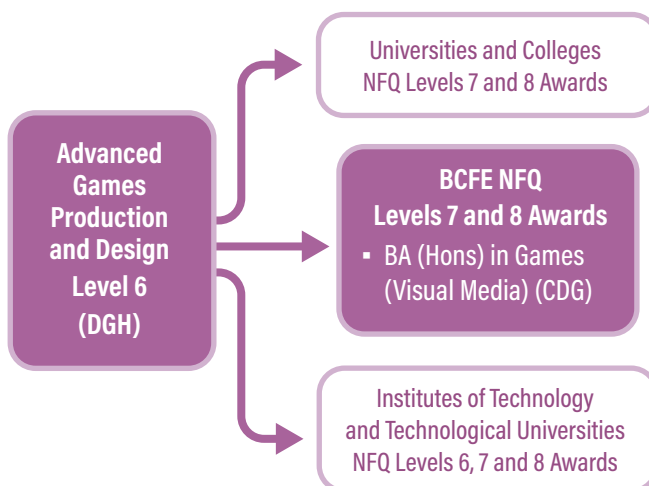 Universities and Colleges
NFQ Levels 7 and 8 Awards
Advanced
Games
Production
and Design
Level 6
(DGH)
BCFE NFQ
Levels 7 and 8 Awards
▪ BA (Hons) in Games
(Visual Media) (CDG)
Institutes of Technology
and Technological Universities
NFQ Levels 6, 7 and 8 Awards